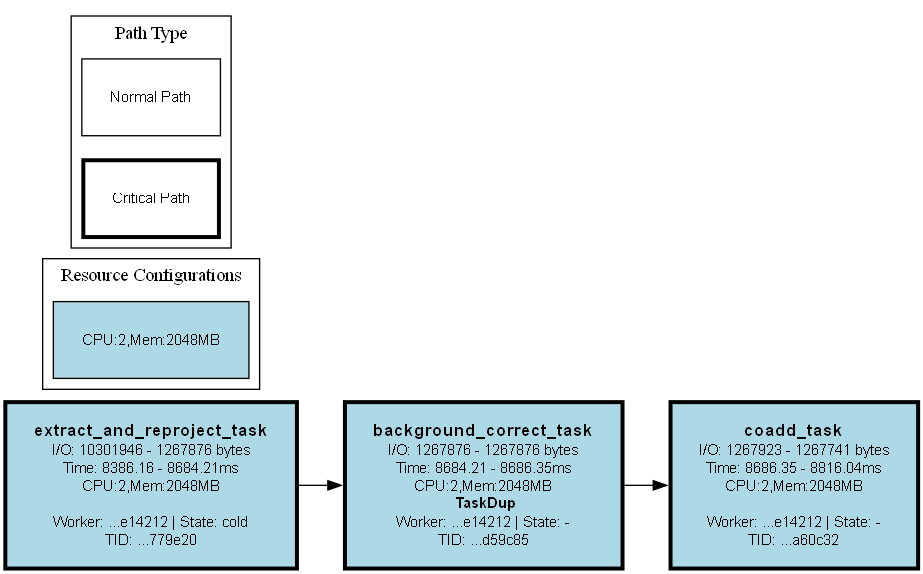 Path Type
Normal Path
Critical Path
Resource Configurations
CPU:2,Mem:2048MB
extract_and_reproject_task
I/O: 10301946 - 1267876 bytes
Time: 8386.16 - 8684.21ms
CPU:2,Mem:2048MB
Worker: ...e14212 | State: cold
TID: ...779e20
background_correct_task
I/O: 1267876 - 1267876 bytes
Time: 8684.21 - 8686.35ms
CPU:2,Mem:2048MB
TaskDup
Worker: ...e14212 | State: -
TID: ...d59c85
coadd_task
I/O: 1267923 - 1267741 bytes
Time: 8686.35 - 8816.04ms
CPU:2,Mem:2048MB
Worker: ...e14212 | State: -
TID: ...a60c32